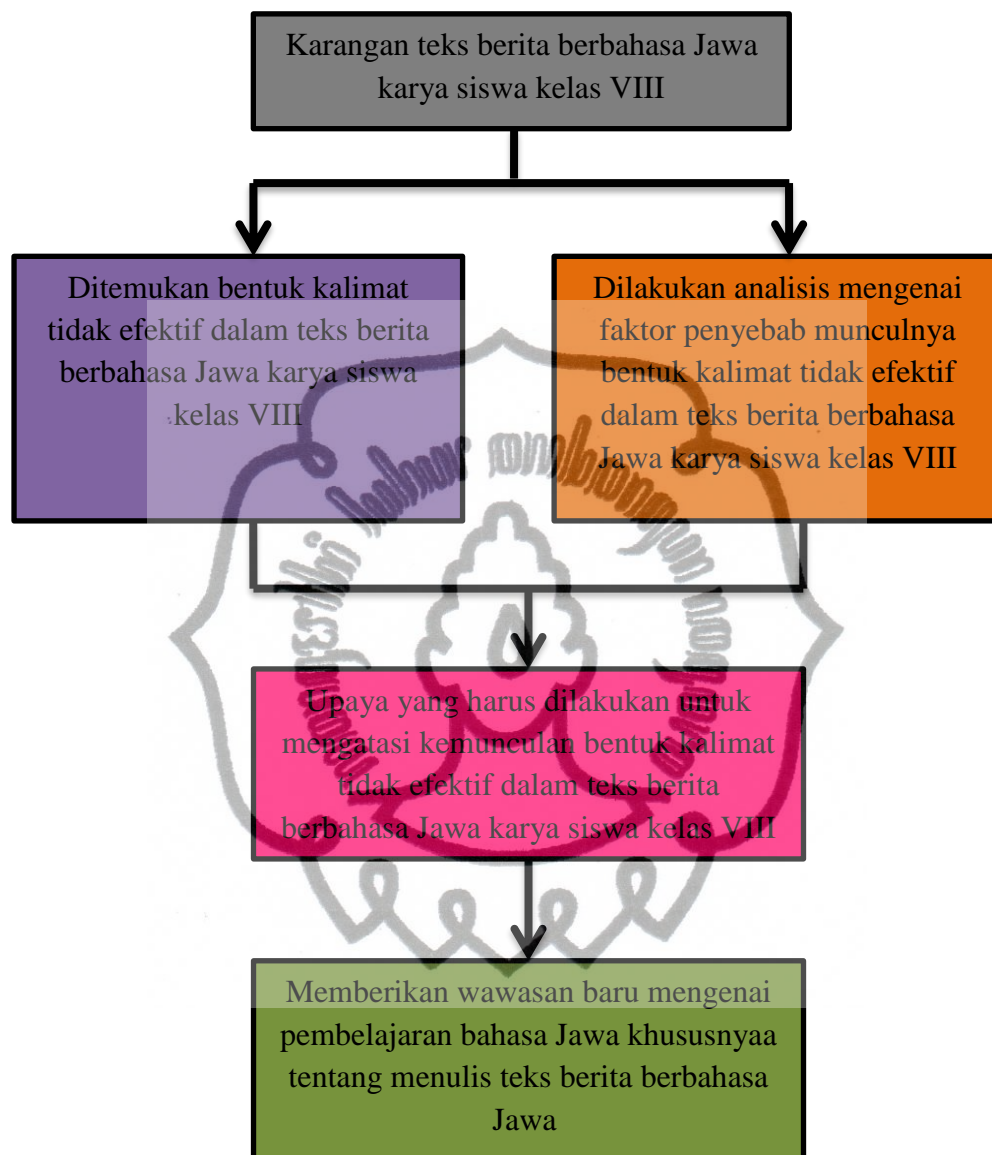 Karangan teks berita berbahasa Jawa
karya siswa kelas VIII
Ditemukan bentuk kalimat
tidak efektif dalam teks berita
berbahasa Jawa karya siswa
kelas VIII
Dilakukan analisis mengenai
faktor penyebab munculnya
bentuk kalimat tidak efektif
dalam teks berita berbahasa
Jawa karya siswa kelas VIII
Upaya yang harus dilakukan untuk
mengatasi kemunculan bentuk kalimat
tidak efektif dalam teks berita
berbahasa Jawa karya siswa kelas VIII
Memberikan wawasan baru mengenai
pembelajaran bahasa Jawa khususnyaa
tentang menulis teks berita berbahasa
Jawa